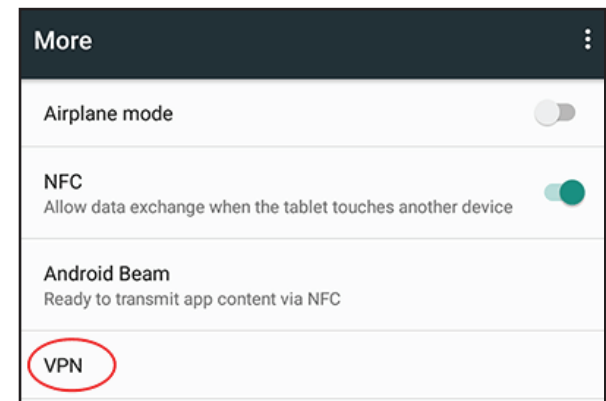 More
Airplane mode
NFC
Allow data exchange when the tablet touches another device
Android Beam
Ready to transmit app content via NFC
VPN